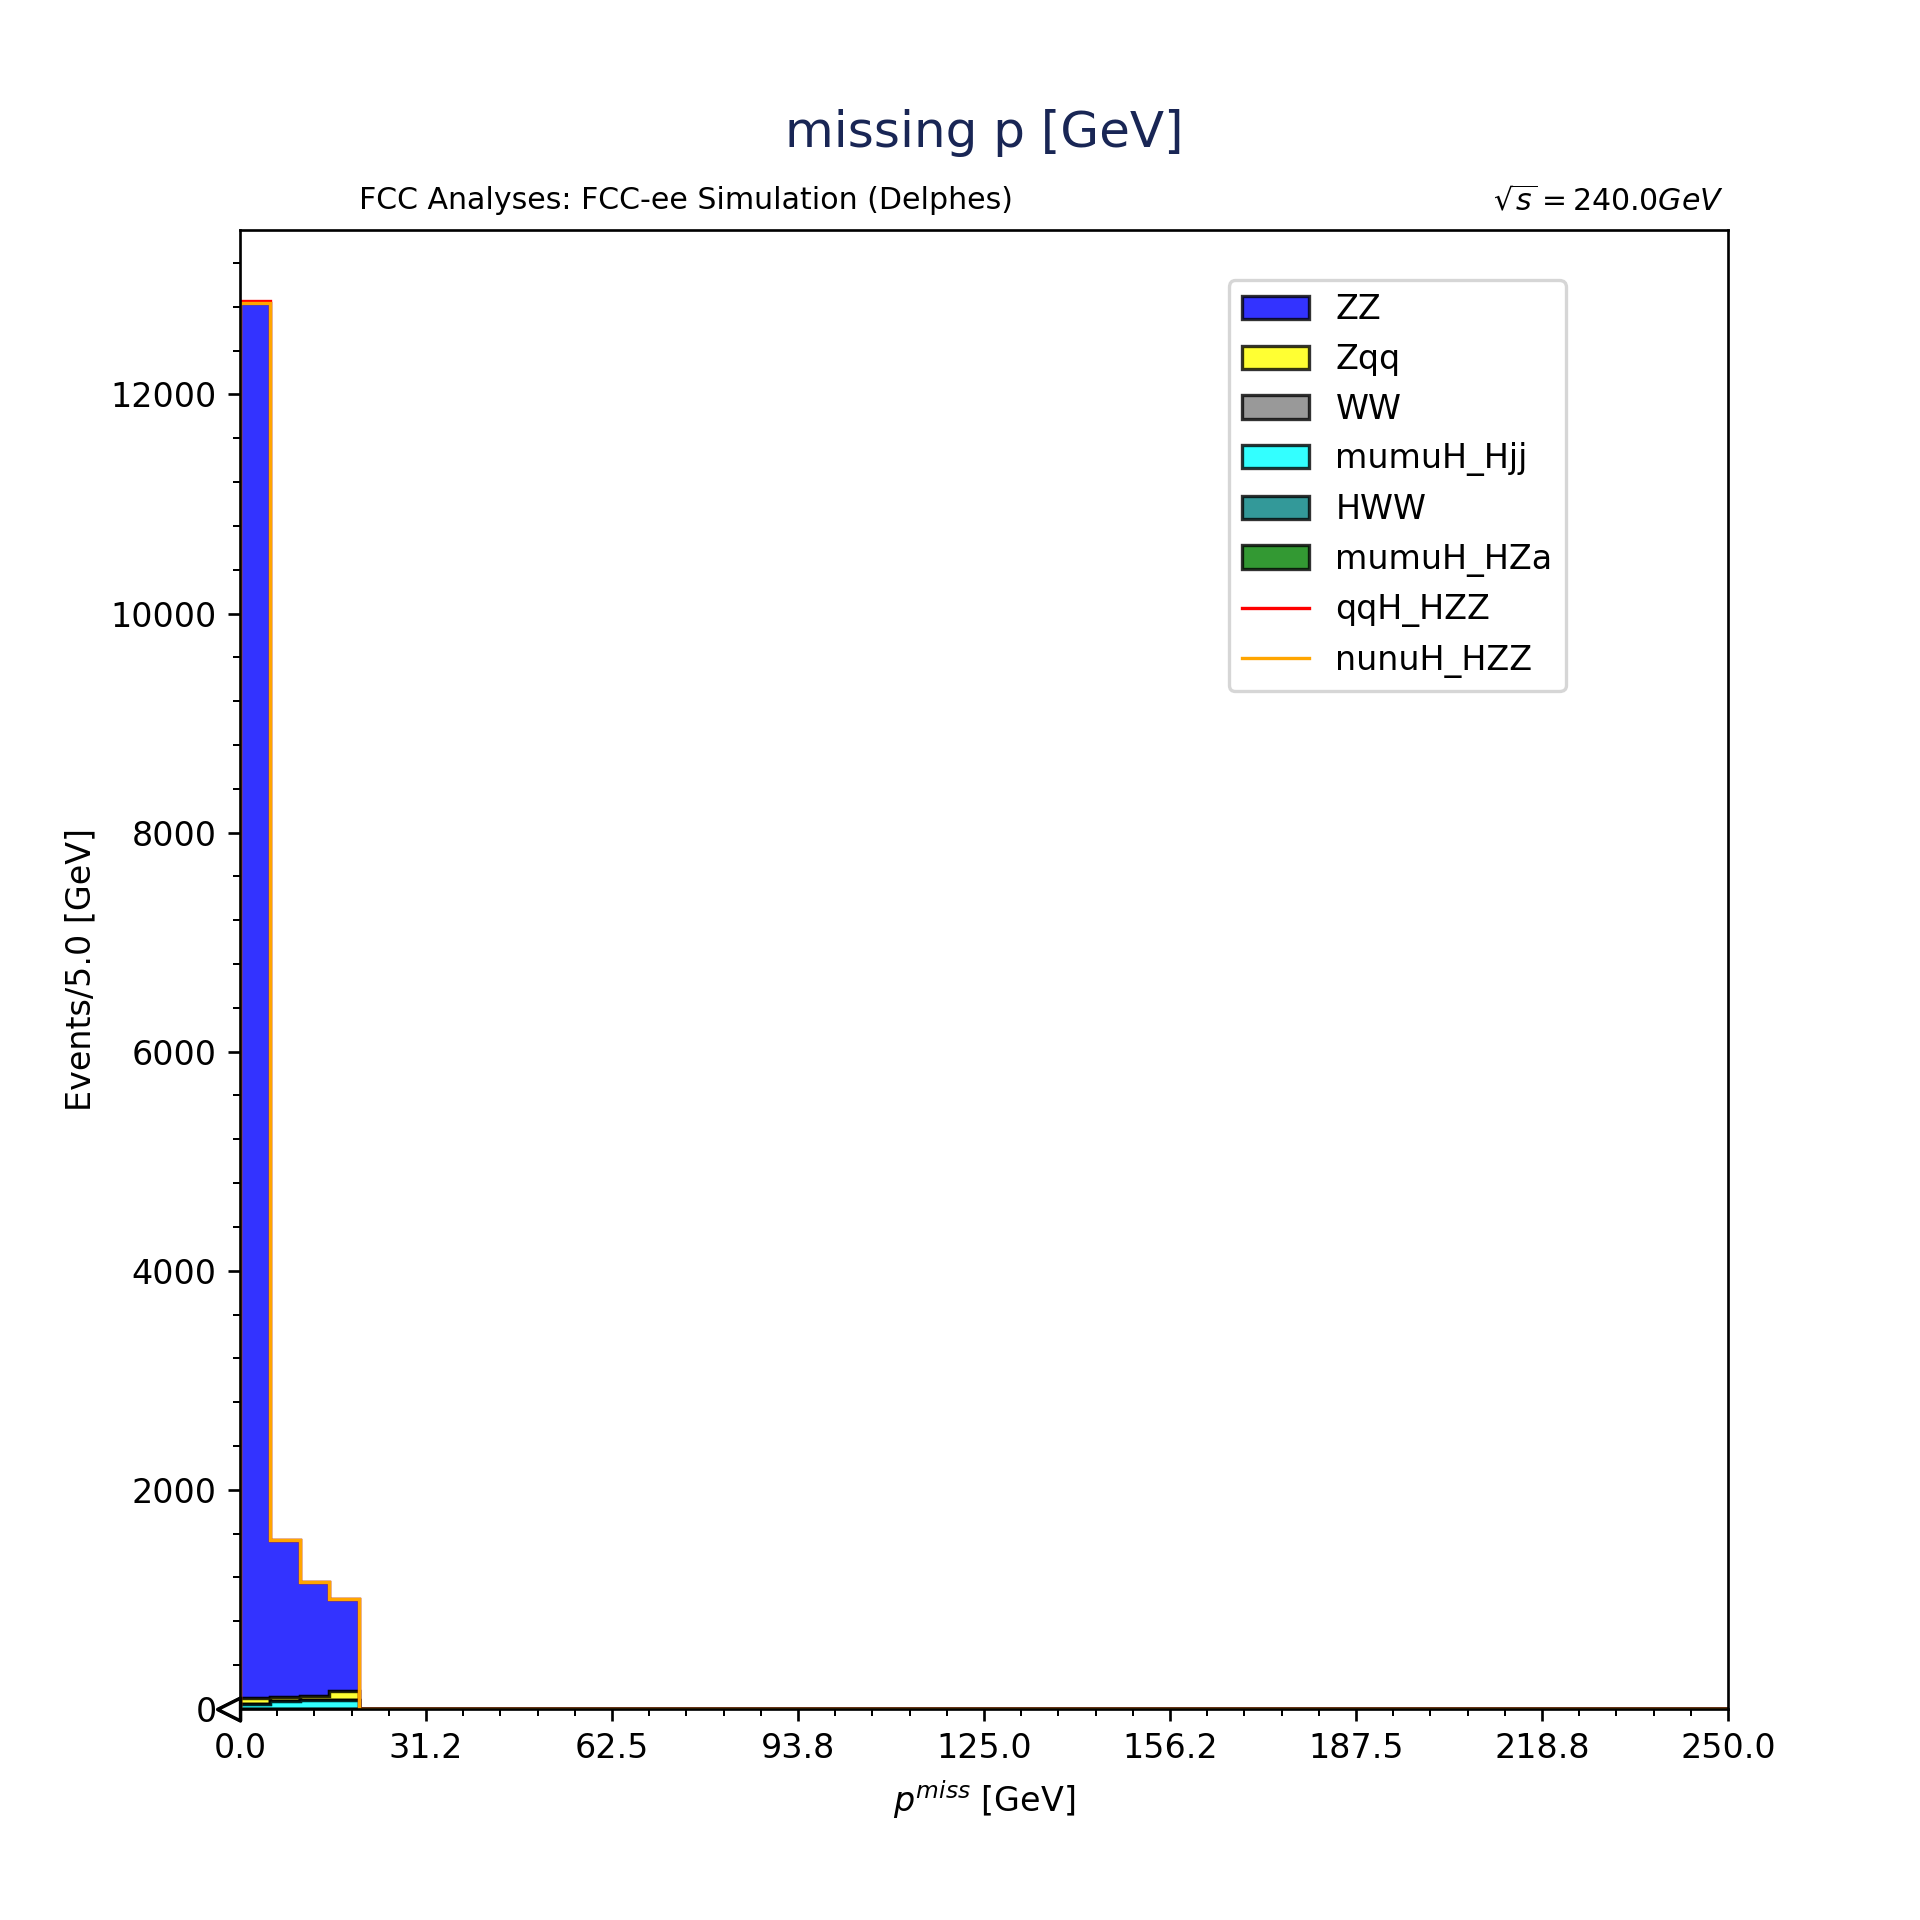 missing p [GeV]
FCC Analyses: FCC-ee Simulation (Delphes)
√s = 240.0GeV
ZZ
Zqq
WW
mumuH_Hjj
HWW
mumuH_HZa
qqH_HZZ
nunuH_HZZ
12000
10000
8000
6000
4000
2000
0
Events/5.0 [GeV]
0.0 31.2 62.5 93.8 125.0 156.2 187.5 218.8 250.0
p^miss [GeV]